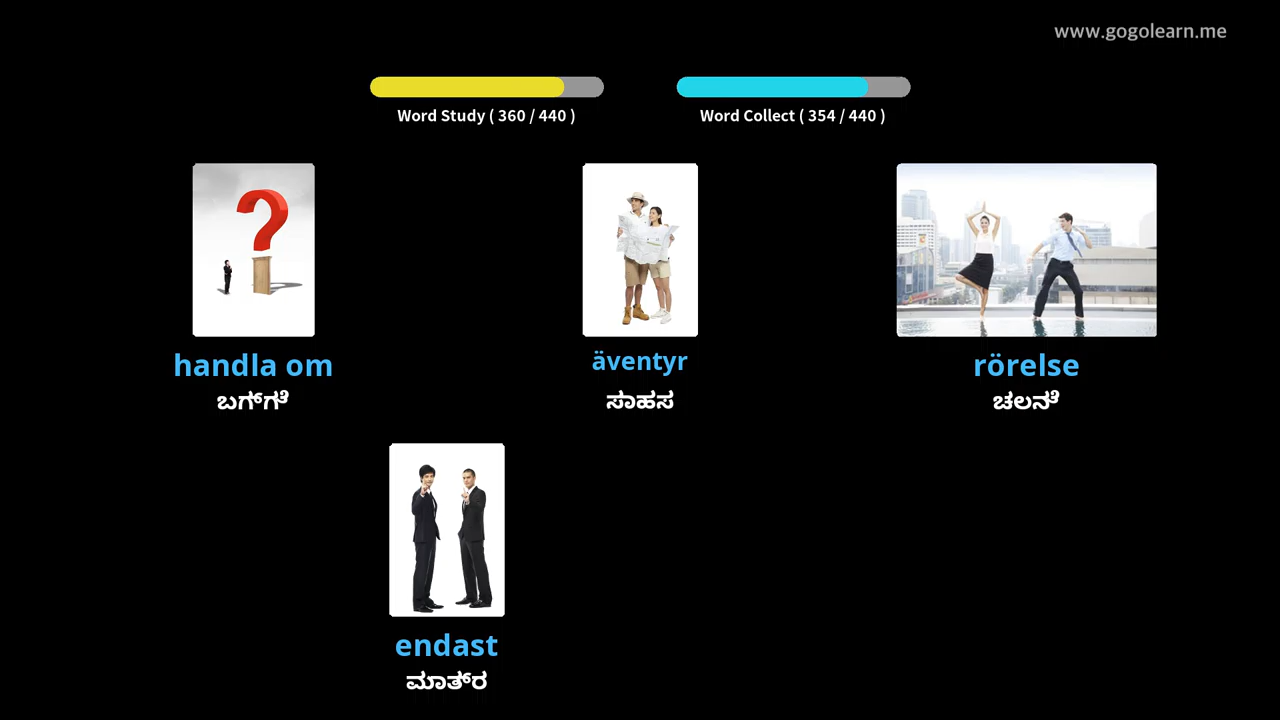 www.gogolearn.me
Word Study ( 360 / 440 )
Word Collect ( 354 / 440 )
handla om
ಬಗ್‌ಗೆ
äventyr
ಸಾಹಸ
rörelse
ಚಲನೆ
endast
ಮಾತ್‌ರ